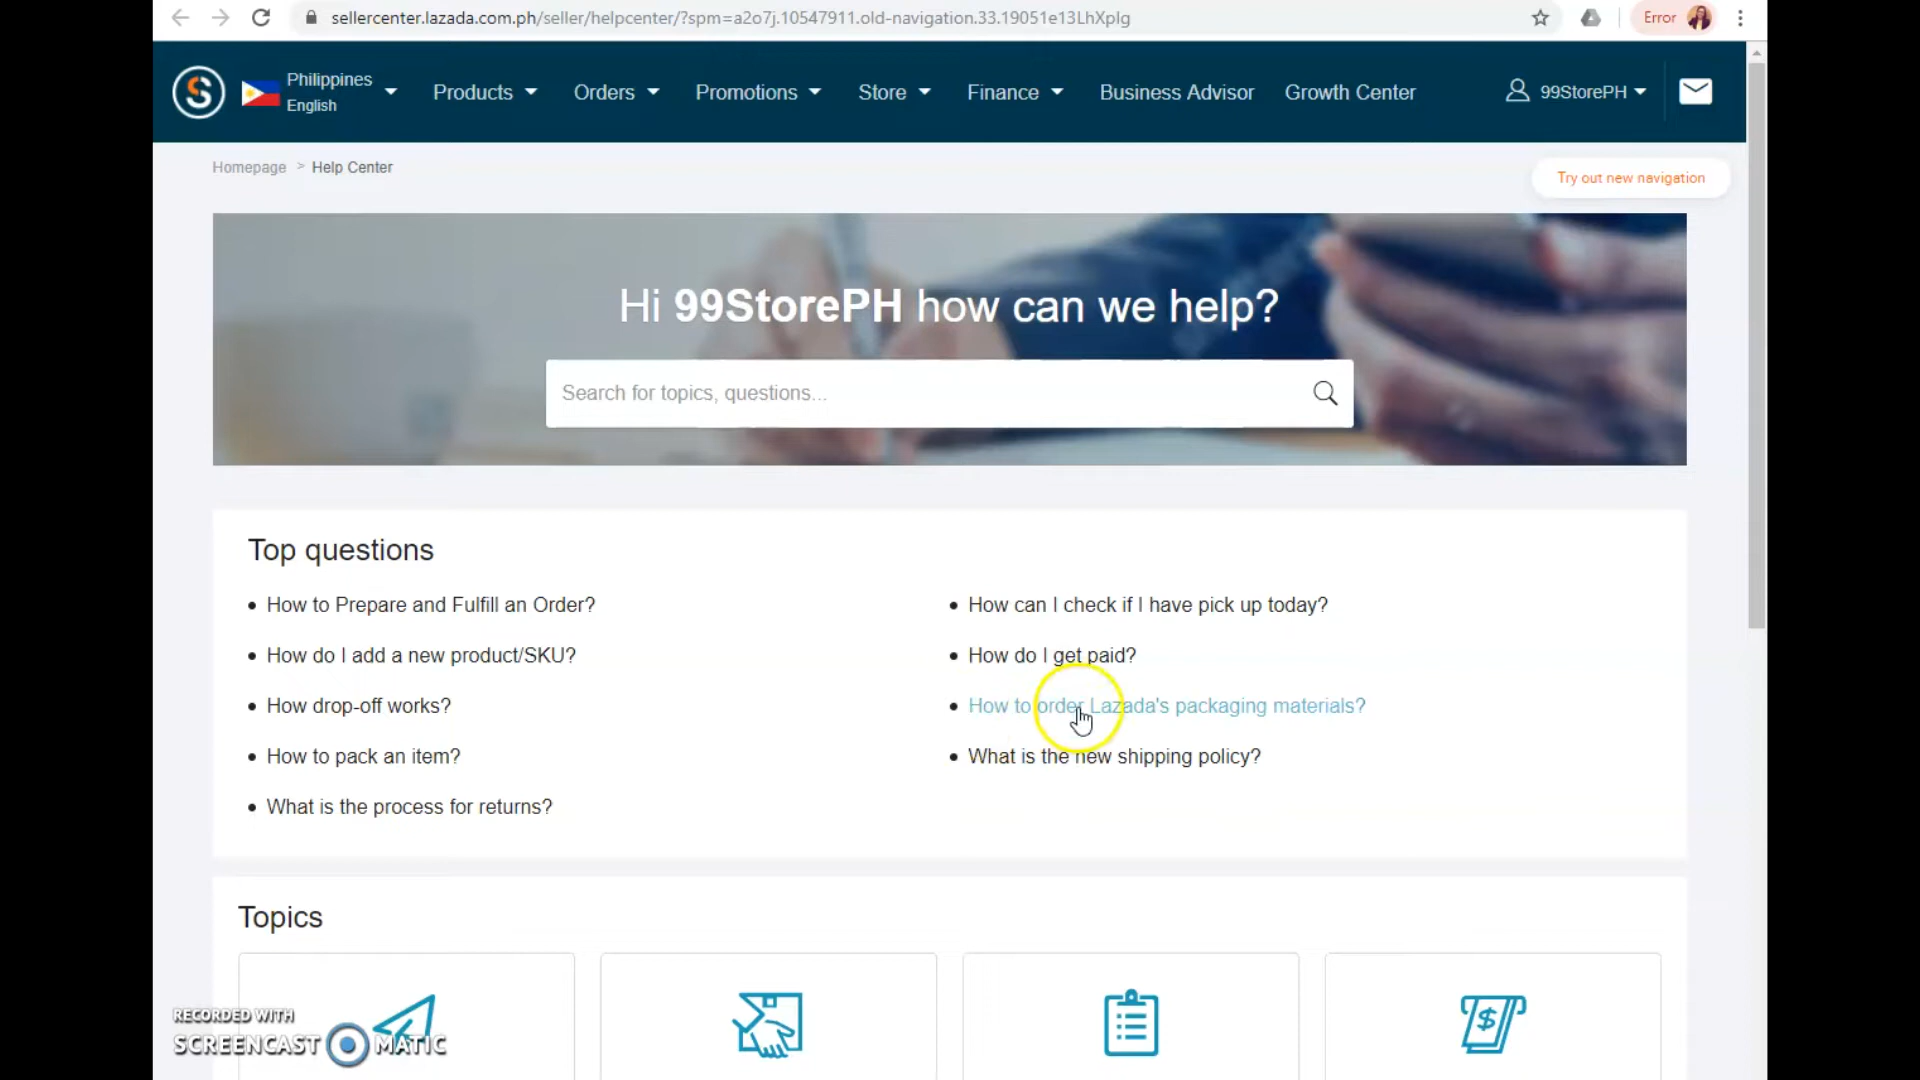 sellercenter.lazada.com.ph/seller/helpcenter/?spm=a2o7j.10547911.old-navigation.33.19051e13LhXpIg
Error
Philippines
English
Products
Orders
Promotions
Store
Finance
Business Advisor
Growth Center
99StorePH
Homepage > Help Center
Try out new navigation
Hi 99StorePH how can we help?
Search for topics, questions...
Top questions
How to Prepare and Fulfill an Order?
How can I check if I have pick up today?
How do I add a new product/SKU?
How do I get paid?
How drop-off works?
How to order Lazada's packaging materials?
How to pack an item?
What is the new shipping policy?
What is the process for returns?
Topics
RECORDED WITH
SCREENCAST MATIC